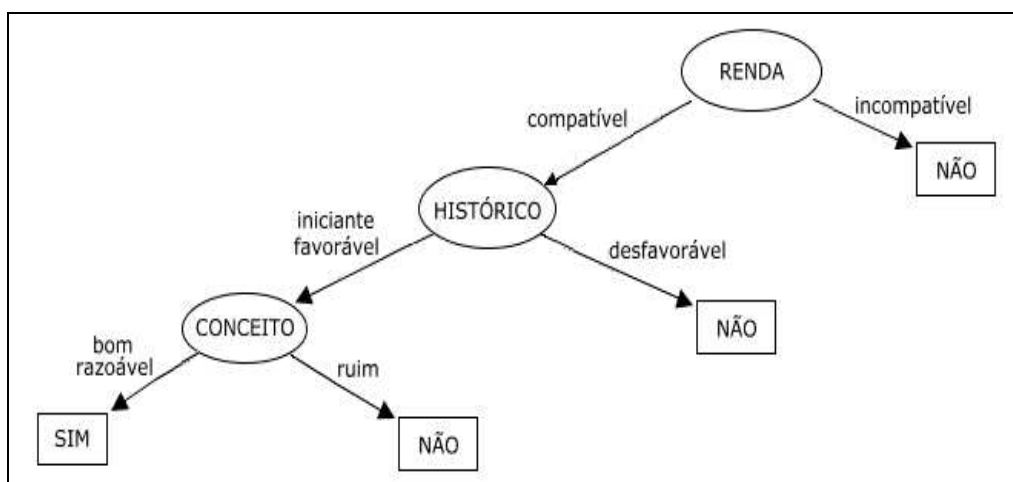 RENDA
compatível
incompatível
NÃO
HISTÓRICO
iniciante
favorável
desfavorável
NÃO
CONCEITO
bom
razoável
ruim
SIM
NÃO